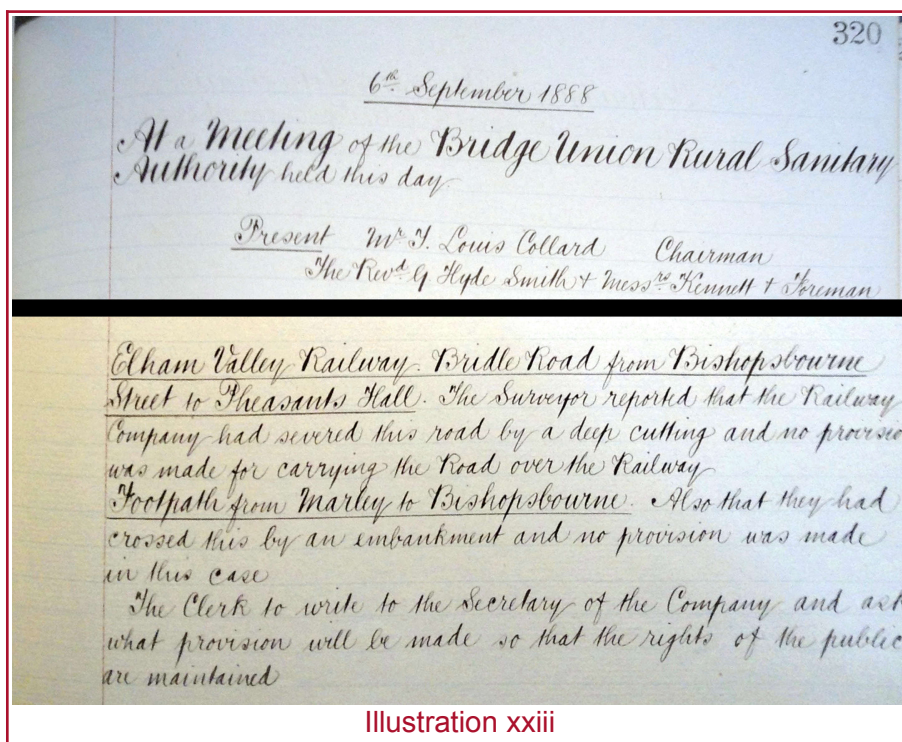 320
6th September 1888
At a Meeting of the Bridge Union Rural Sanitary
Authority held this day.
Present Mr T. Louis Collard Chairman
The Revd G Hyde Smith + Messrs Kennett + Foreman
Elham Valley Railway. Bridle Road from Bishopsbourne
Street to Pheasants Hall. The Surveyor reported that the Railway
Company had severed this road by a deep cutting and no provisio
was made for carrying the Road over the Railway
Footpath from Marley to Bishopsbourne. Also that they had
crossed this by an embankment and no provision was made
in this case
The Clerk to write to the Secretary of the Company and ask
what provision will be made so that the rights of the public
are maintained
Illustration xxiii